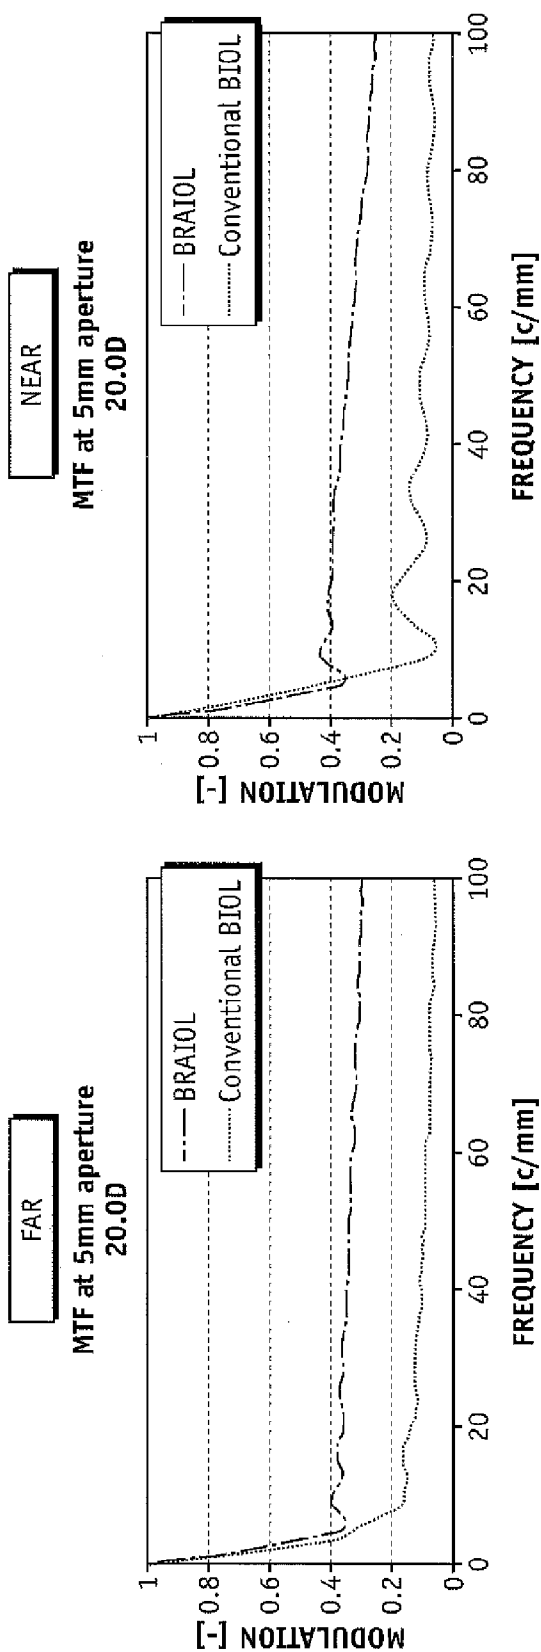 FAR
MTF at 5mm aperture
20.0D
MODULATION
[-]
1
0.8
0.6
0.4
0.2
0
BRAIOL
Conventional BIOL
0 20 40 60 80 100
FREQUENCY [c/mm]
NEAR
MTF at 5mm aperture
20.0D
MODULATION
[-]
1
0.8
0.6
0.4
0.2
0
BRAIOL
Conventional BIOL
0 20 40 60 80 100
FREQUENCY [c/mm]